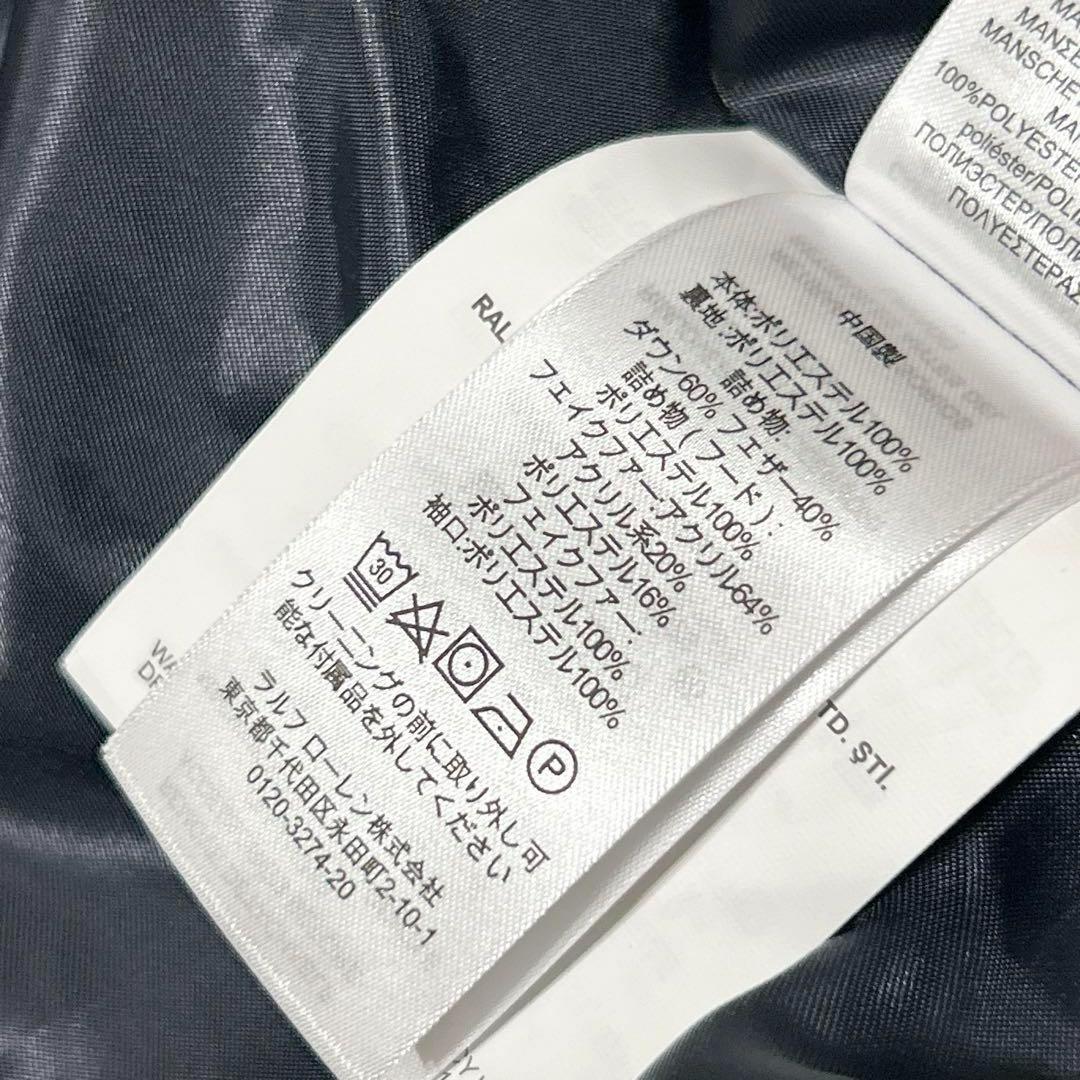 中国製
本体:ポリエステル100%
裏地:ポリエステル100%
詰め物:
ダウン60% フェザー40%
詰め物(フード):
ポリエステル100%
フェイクファー:アクリル64%
アクリル系20%
ポリエステル16%
フェイクファー:
ポリエステル100%
袖口:ポリエステル100%
30
P
クリーニングの前に取り外し可
能な付属品を外してください
ラルフ ローレン株式会社
東京都千代田区永田町2-10-1
0120-3274-20
RAL
TD. ŞTİ.
MANSCHE
100%POLYESTER
poliéster/POLI
ПОЛИЭСТЕР/ПОЛИ
ΠΟΛΥΕΣΤΕΡΑΣ